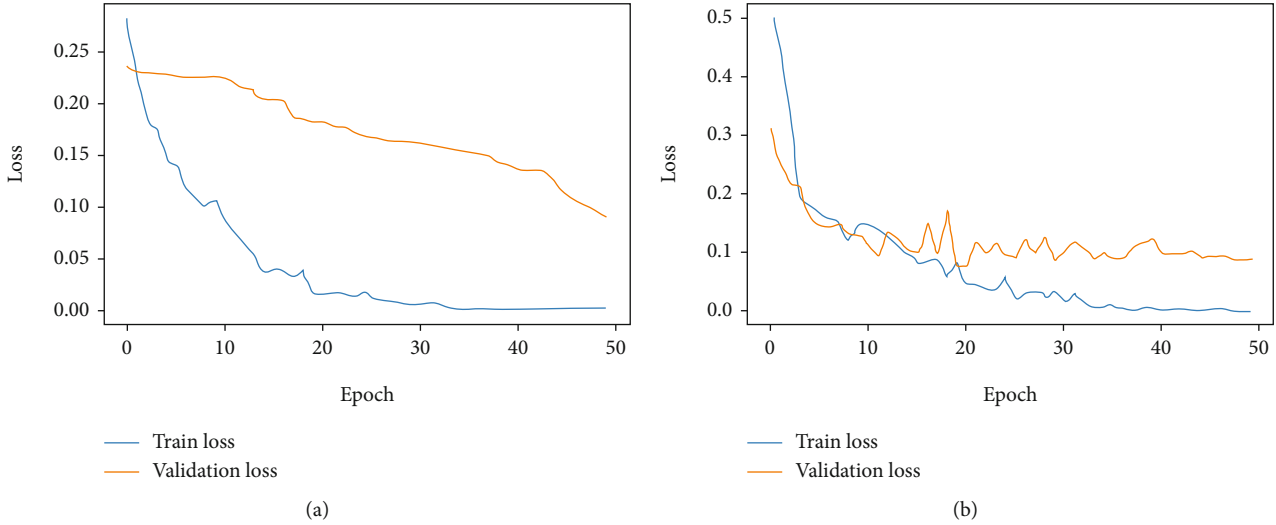 Loss
0.25
0.20
0.15
0.10
0.05
0.00
0 10 20 30 40 50
Epoch
Train loss
Validation loss
(a)
Loss
0.5
0.4
0.3
0.2
0.1
0.0
0 10 20 30 40 50
Epoch
Train loss
Validation loss
(b)